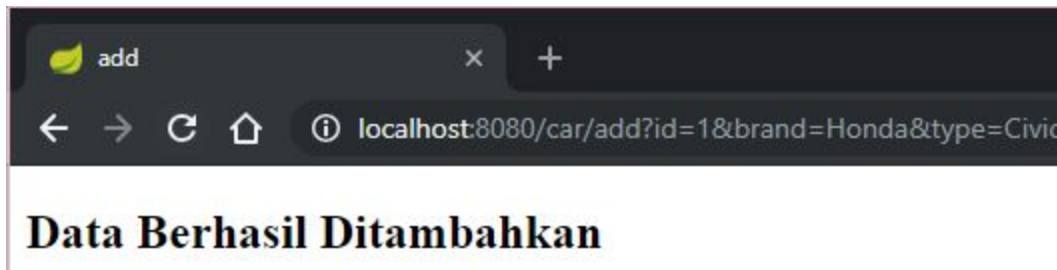 add
localhost:8080/car/add?id=1&brand=Honda&type=Civic
Data Berhasil Ditambahkan